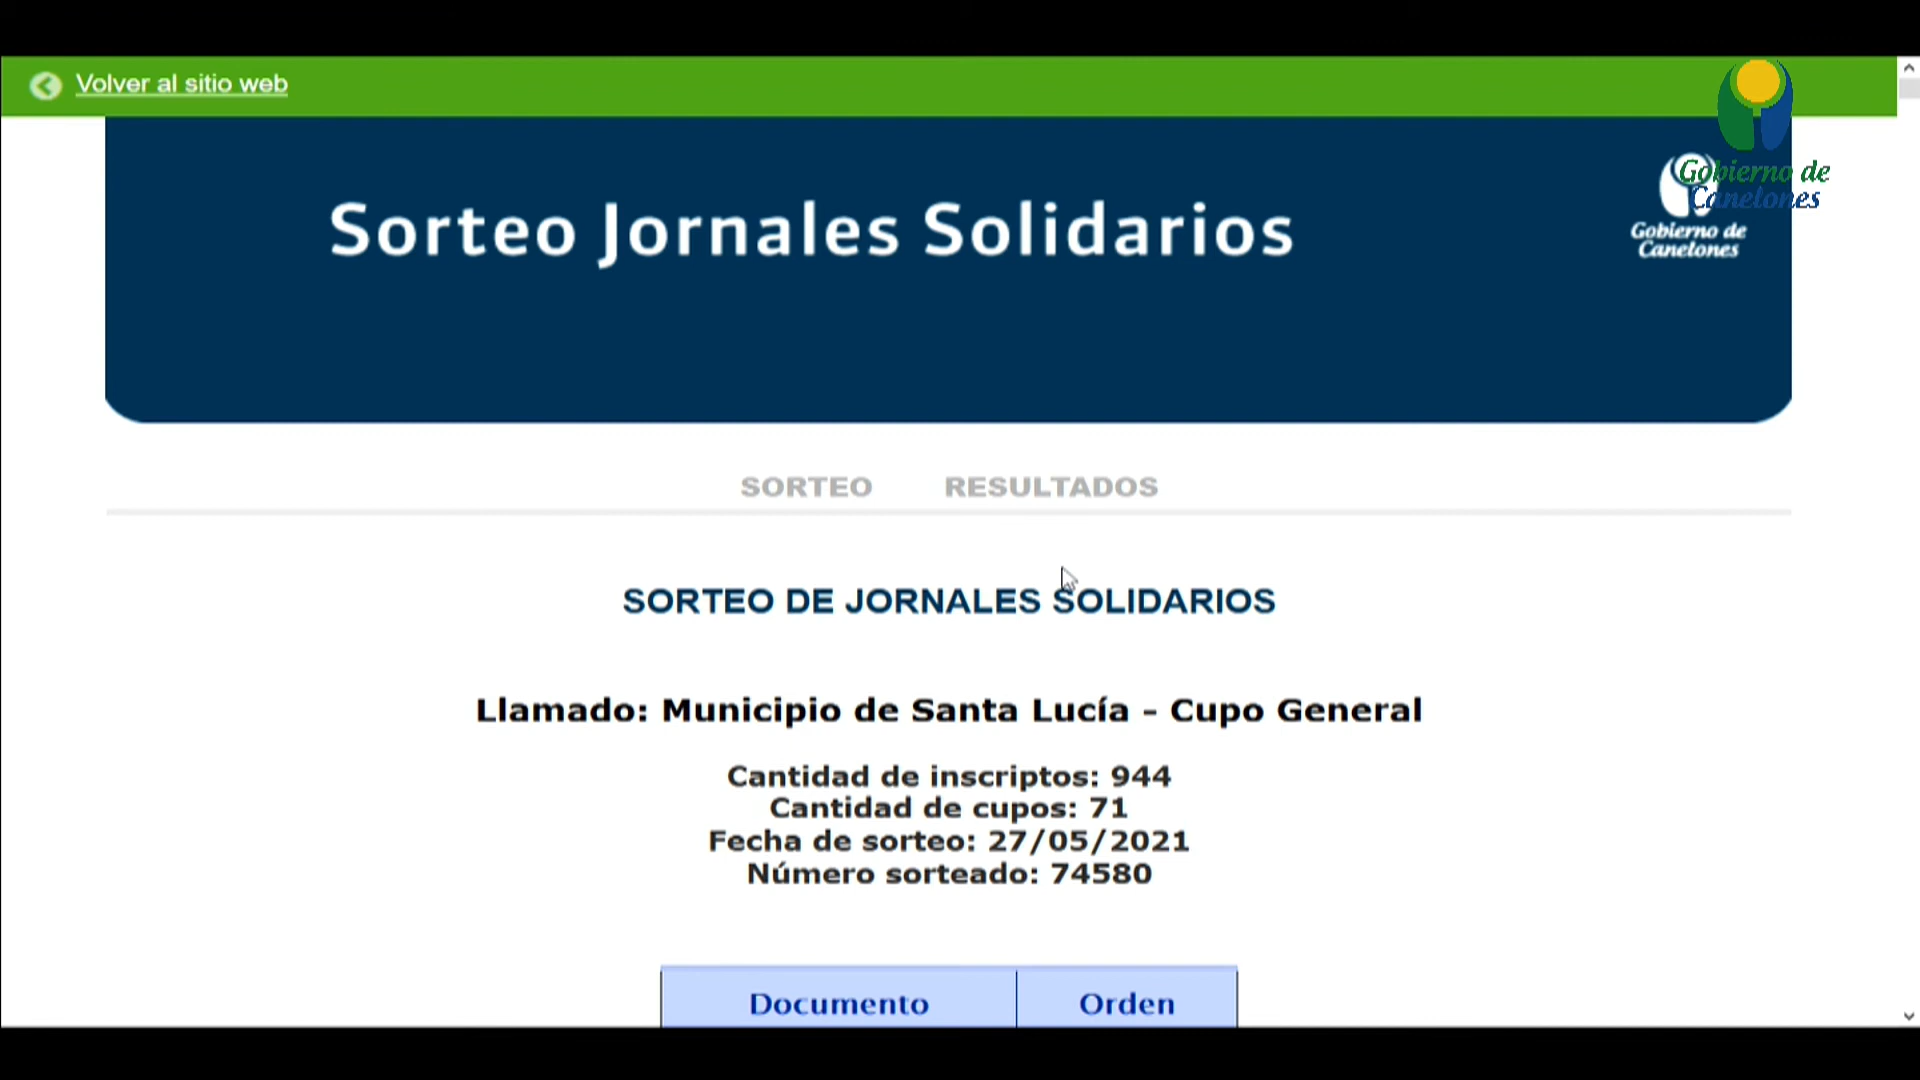 Volver al sitio web
Gobierno de
Canelones
Sorteo Jornales Solidarios
Gobierno de
Canelones
SORTEO RESULTADOS
SORTEO DE JORNALES SOLIDARIOS
Llamado: Municipio de Santa Lucía - Cupo General
Cantidad de inscriptos: 944
Cantidad de cupos: 71
Fecha de sorteo: 27/05/2021
Número sorteado: 74580
Documento Orden